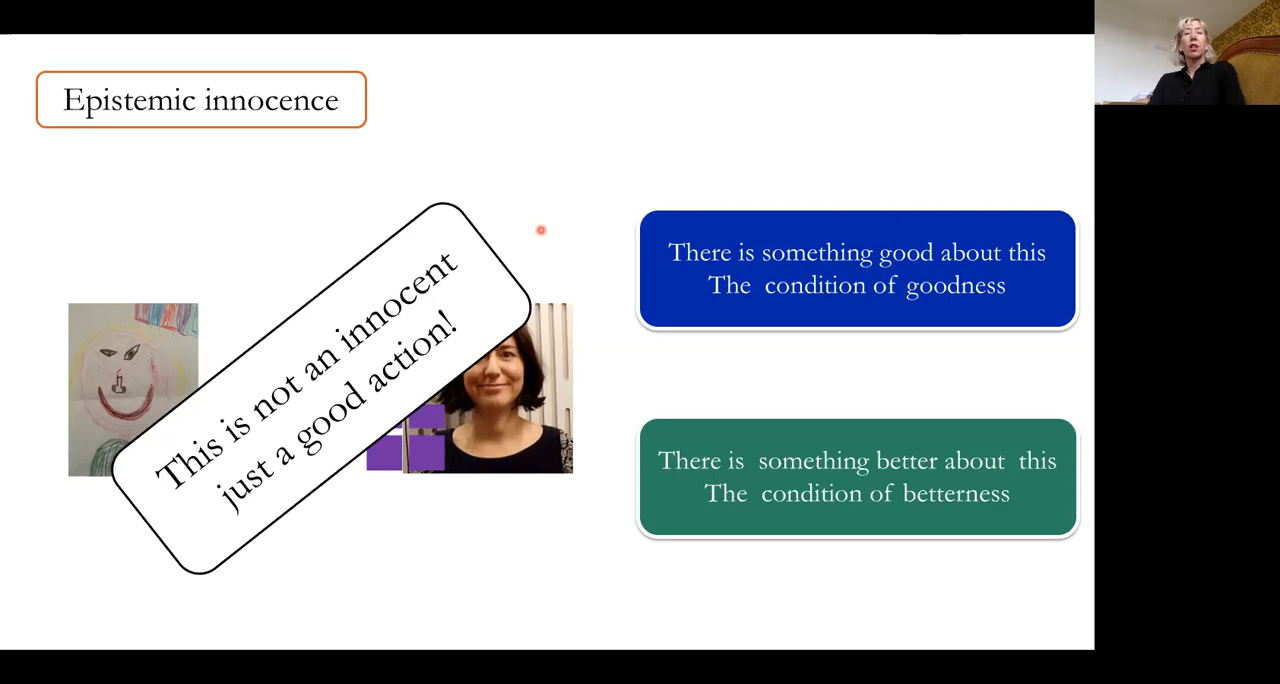 Epistemic innocence
This is not an innocent
just a good action!
There is something good about this
The condition of goodness
There is something better about this
The condition of betterness